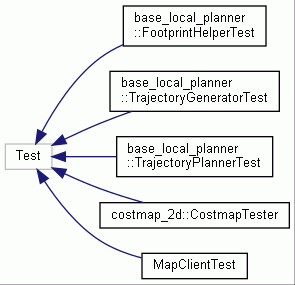 base_local_planner
::FootprintHelperTest
base_local_planner
::TrajectoryGeneratorTest
Test
base_local_planner
::TrajectoryPlannerTest
costmap_2d::CostmapTester
MapClientTest